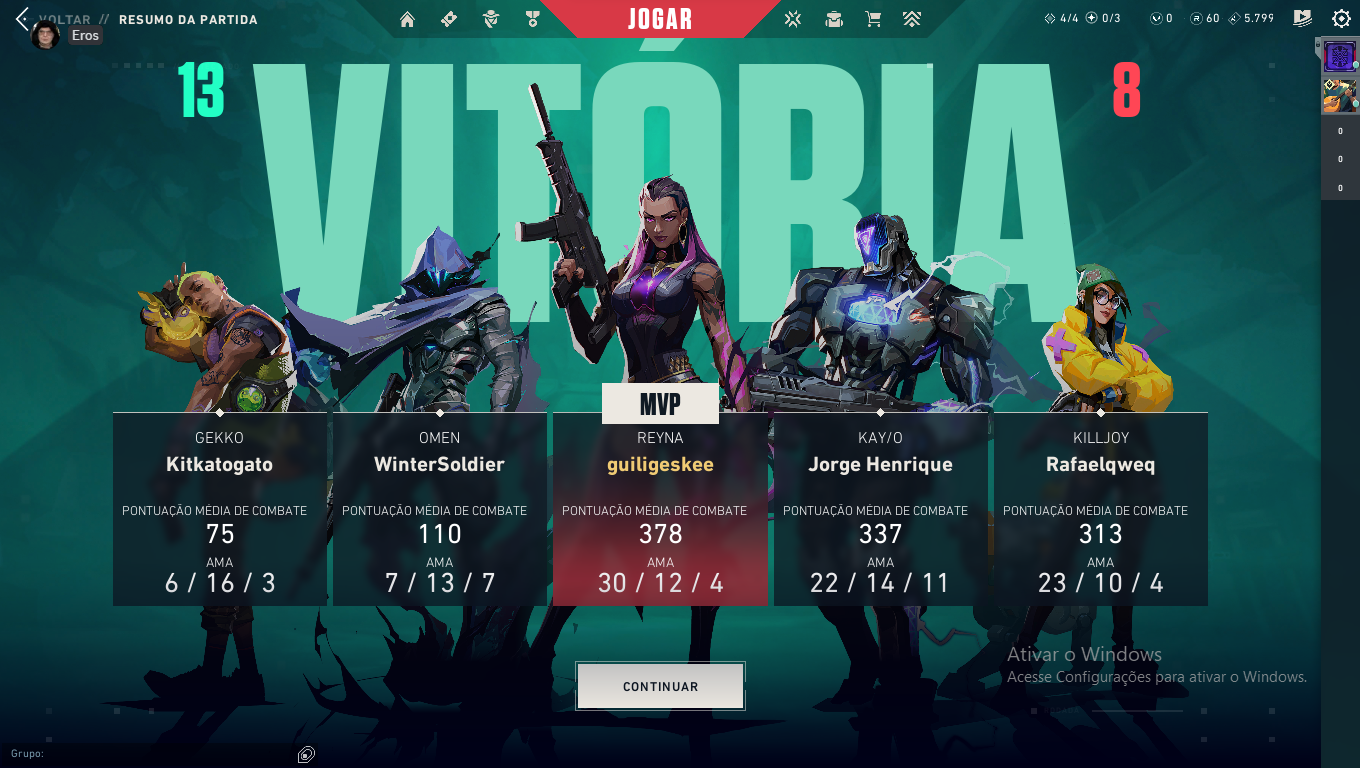 VOLTAR // RESUMO DA PARTIDA
JOGAR
4/4 0/3 0 60 5.799
Eros
13
VITÓRIA
8
0
0
0
MVP
GEKKO
Kitkatogato
PONTUAÇÃO MÉDIA DE COMBATE
75
AMA
6 / 16 / 3
OMEN
WinterSoldier
PONTUAÇÃO MÉDIA DE COMBATE
110
AMA
7 / 13 / 7
REYNA
guiligeskee
PONTUAÇÃO MÉDIA DE COMBATE
378
AMA
30 / 12 / 4
KAY/O
Jorge Henrique
PONTUAÇÃO MÉDIA DE COMBATE
337
AMA
22 / 14 / 11
KILLJOY
Rafaelqweq
PONTUAÇÃO MÉDIA DE COMBATE
313
AMA
23 / 10 / 4
Ativar o Windows
Acesse Configurações para ativar o Windows.
CONTINUAR
Grupo: